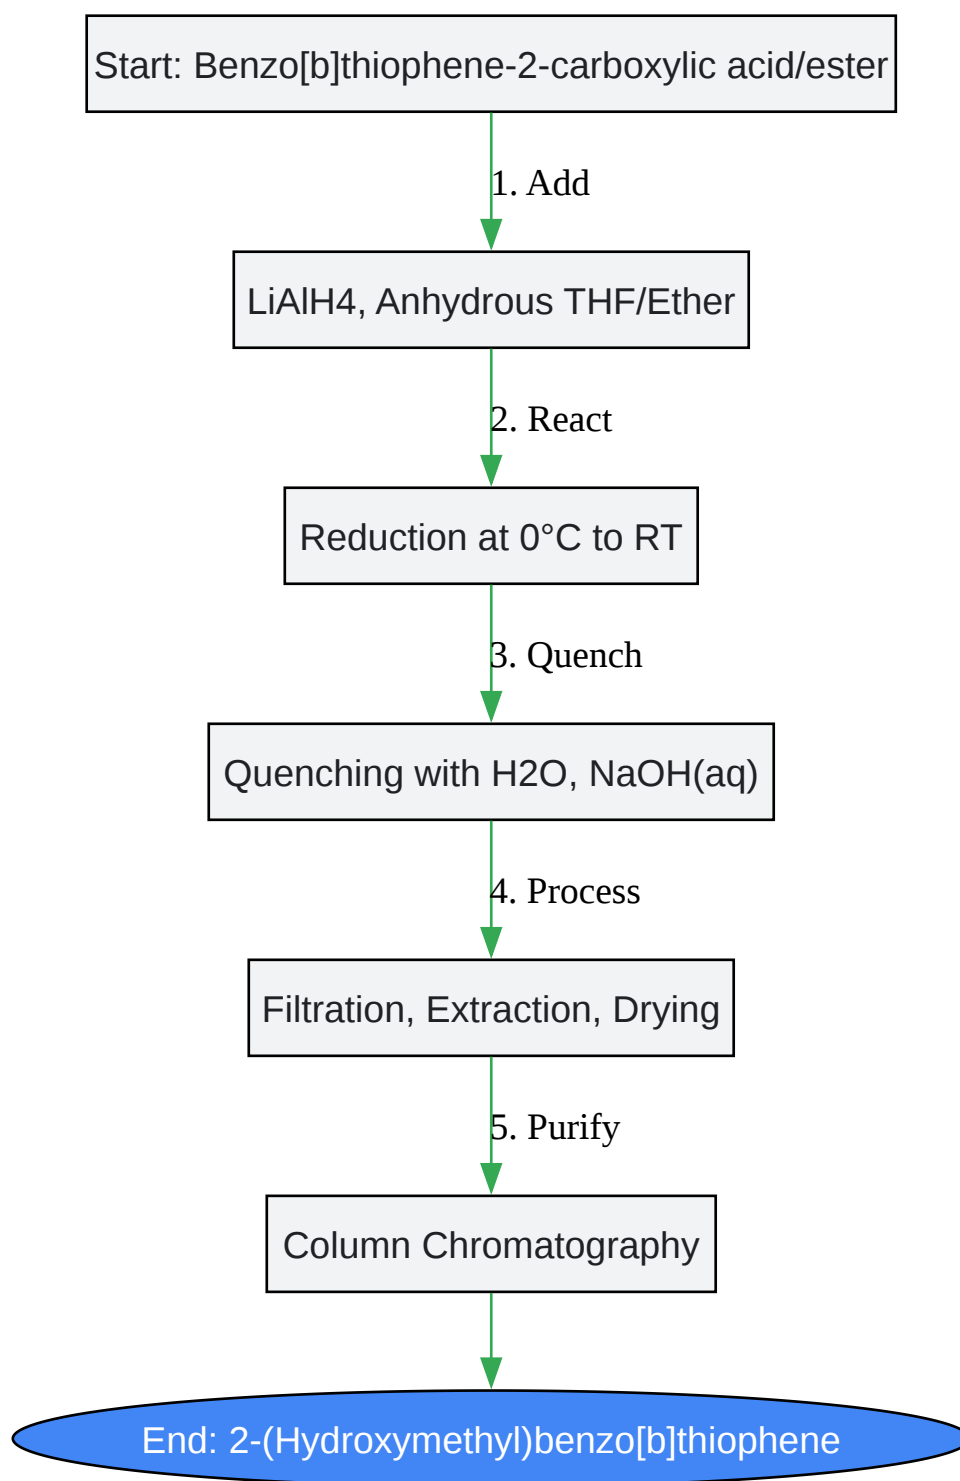 Start: Benzo[b]thiophene-2-carboxylic acid/ester
1. Add
LiAlH4, Anhydrous THF/Ether
2. React
Reduction at 0°C to RT
3. Quench
Quenching with H2O, NaOH(aq)
4. Process
Filtration, Extraction, Drying
5. Purify
Column Chromatography
End: 2-(Hydroxymethyl)benzo[b]thiophene